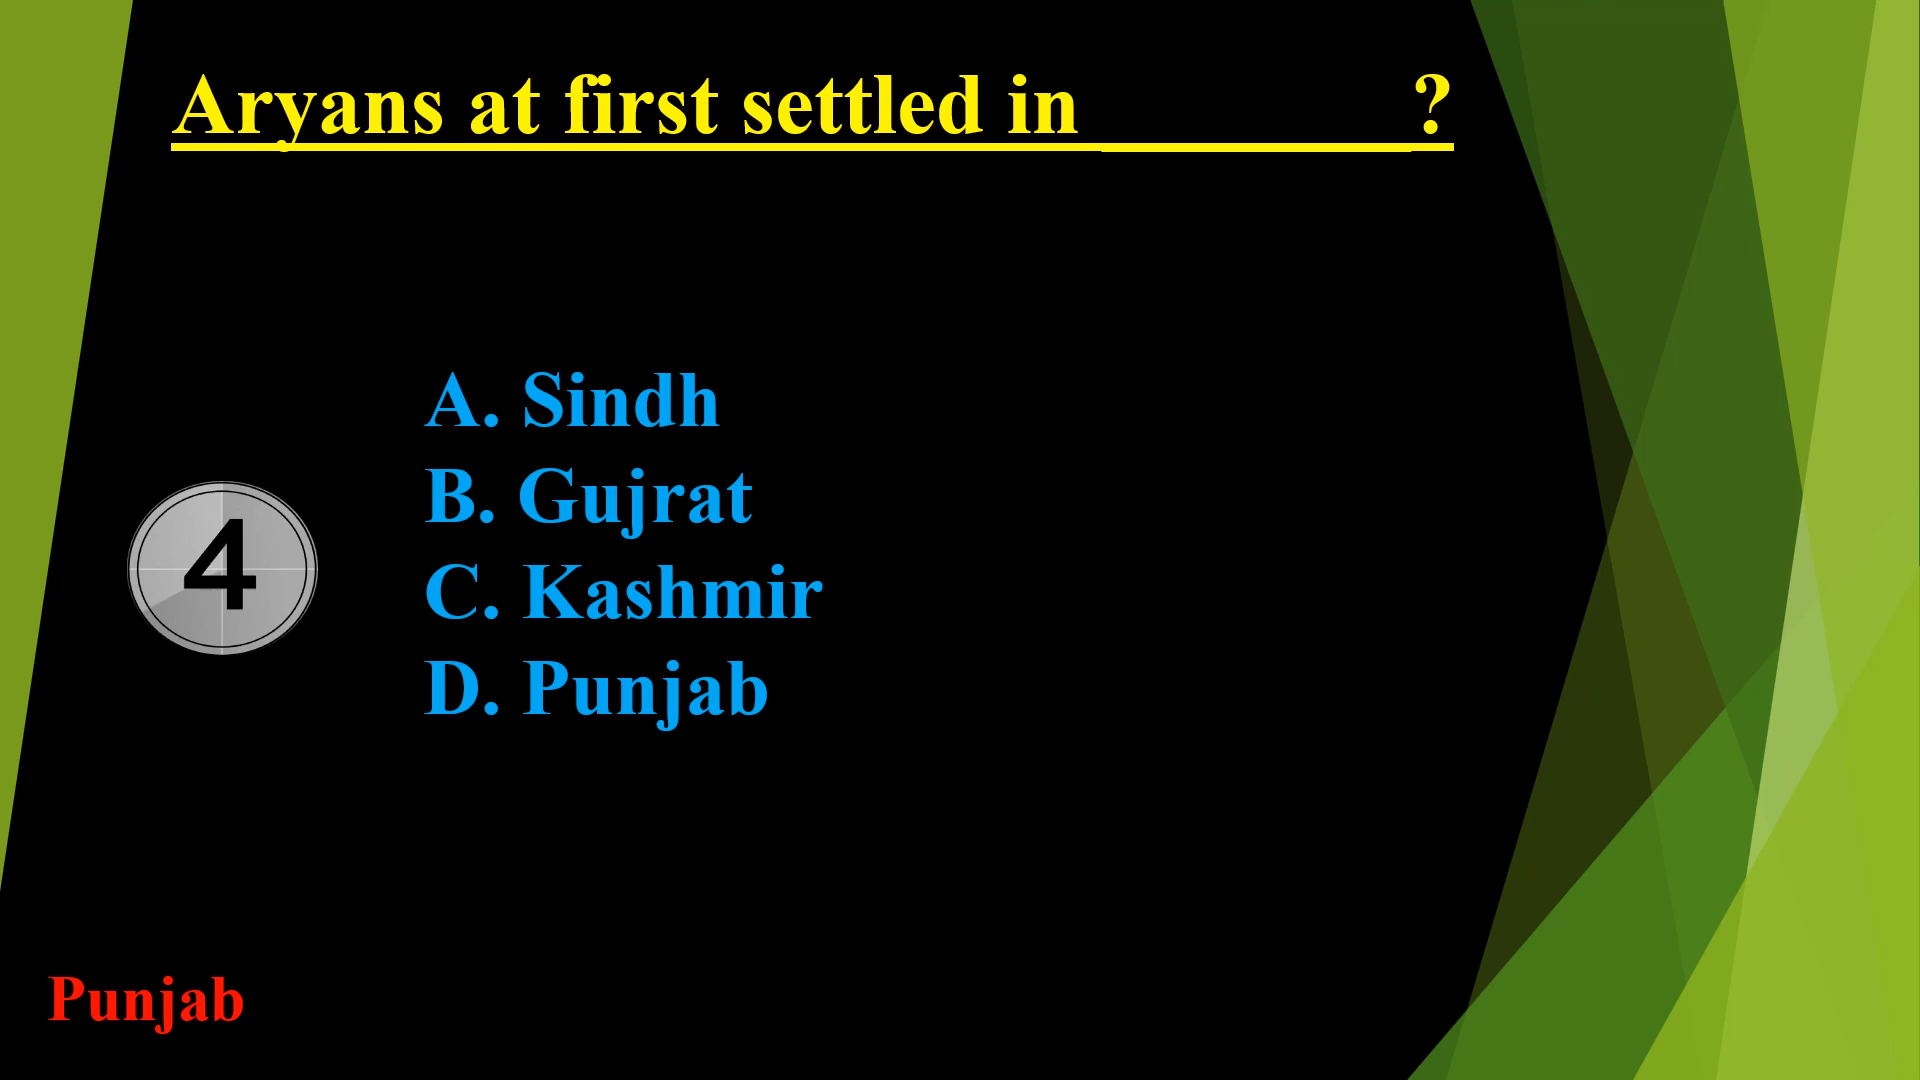 Aryans at first settled in ________?
A. Sindh
B. Gujrat
C. Kashmir
D. Punjab
4
Punjab